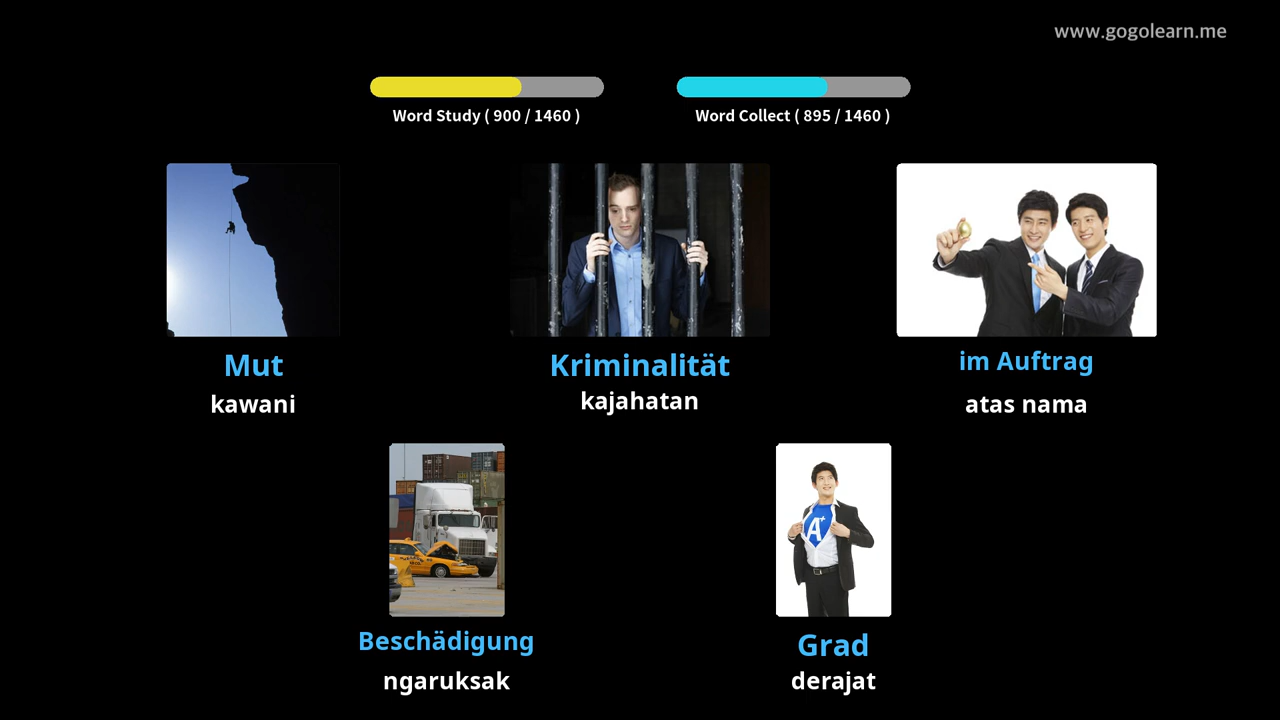 www.gogolearn.me
Word Study ( 900 / 1460 )
Word Collect ( 895 / 1460 )
Mut
kawani
Kriminalität
kajahatan
im Auftrag
atas nama
A+
Beschädigung
ngaruksak
Grad
derajat